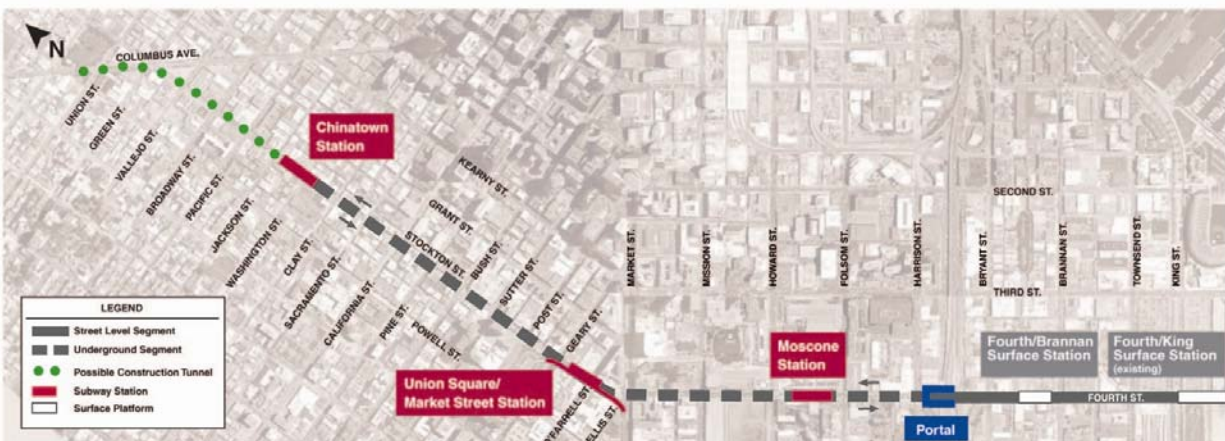 N
COLUMBUS AVE.
UNION ST.
GREEN ST.
VALLEJO ST.
BROADWAY ST.
PACIFIC ST.
JACKSON ST.
WASHINGTON ST.
CLAY ST.
SACRAMENTO ST.
CALIFORNIA ST.
PINE ST.
POWELL ST.
Chinatown
Station
KEARNY ST.
GRANT ST.
STOCKTON ST.
BUSH ST.
SUTTER ST.
POST ST.
GEARY ST.
Union Square/
Market Street Station
ELLIS ST.
MARKET ST.
MISSION ST.
HOWARD ST.
FOLSOM ST.
HARRISON ST.
BRYANT ST.
BRANNAN ST.
TOWNSEND ST.
KING ST.
SECOND ST.
THIRD ST.
Moscone
Station
Fourth/Brannan
Surface Station
Fourth/King
Surface Station
(existing)
FOURTH ST.
Portal
LEGEND
Street Level Segment
Underground Segment
Possible Construction Tunnel
Subway Station
Surface Platform